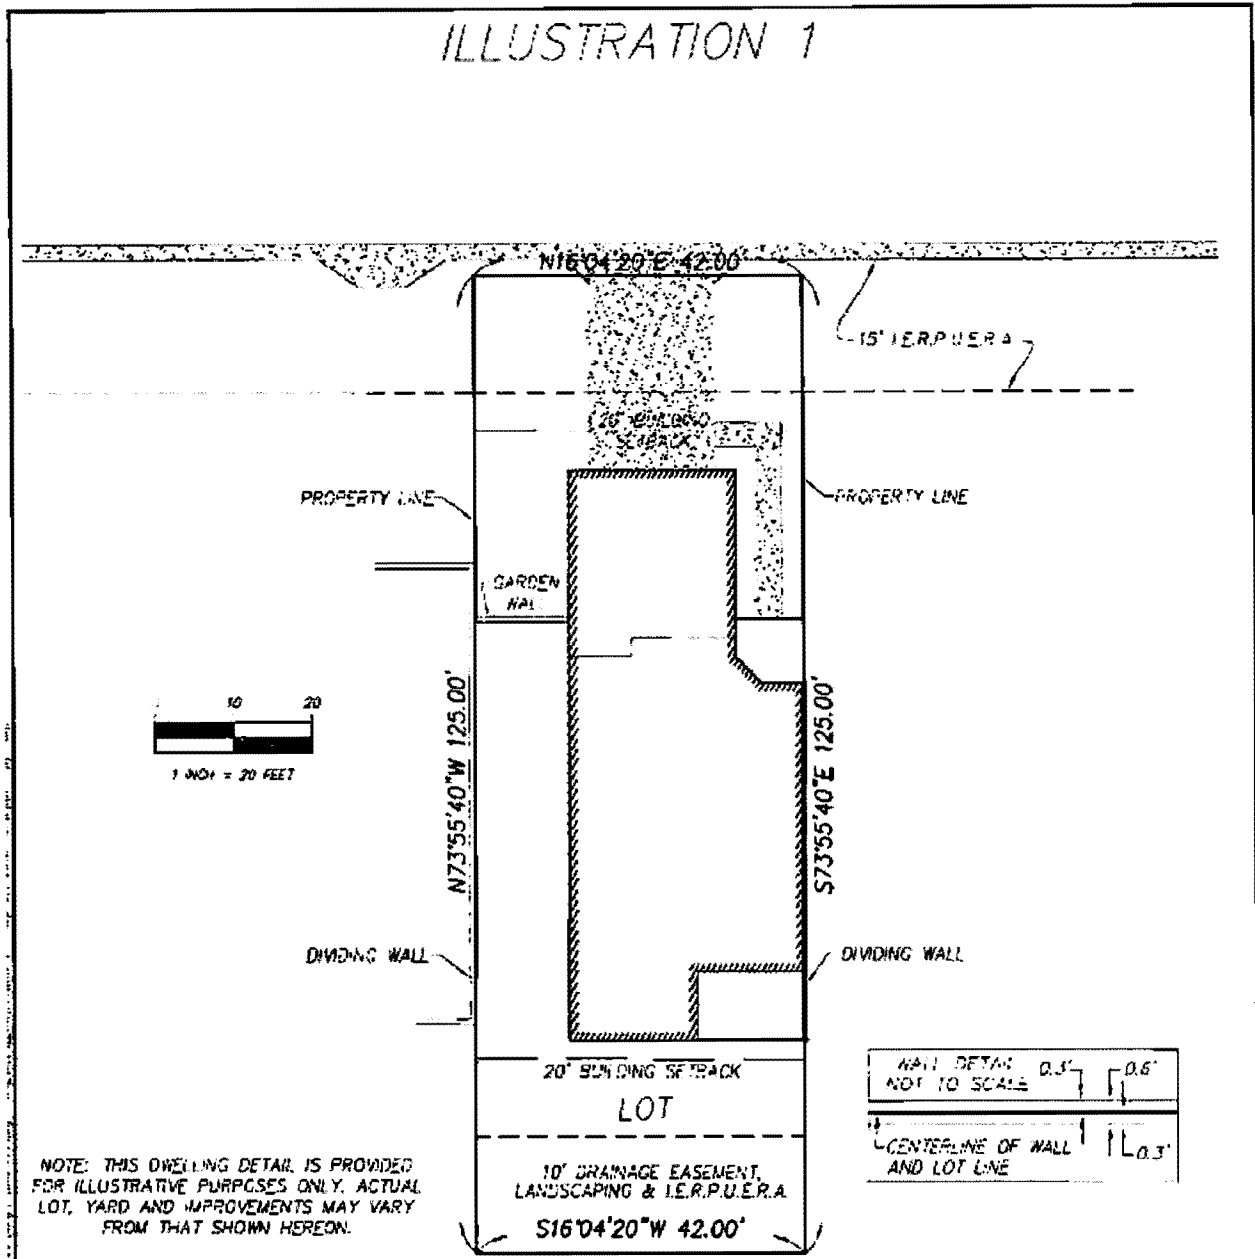 ILLUSTRATION 1
N16°04'20"E 42.00'
15' I.E.R.P.U.E.R.A.
20' BUILDING
SETBACK
PROPERTY LINE
PROPERTY LINE
GARDEN
WALL
10 20
1 INCH = 20 FEET
N73°55'40"W 125.00'
S73°55'40"E 125.00'
DIVIDING WALL
DIVIDING WALL
20' BUILDING SETBACK
LOT
WALL DETAIL
NOT TO SCALE
0.3'
0.6'
CENTERLINE OF WALL
AND LOT LINE
0.3'
10' DRAINAGE EASEMENT,
LANDSCAPING & I.E.R.P.U.E.R.A.
S16°04'20"W 42.00'
NOTE: THIS DWELLING DETAIL IS PROVIDED
FOR ILLUSTRATIVE PURPOSES ONLY. ACTUAL
LOT, YARD AND IMPROVEMENTS MAY VARY
FROM THAT SHOWN HEREON.